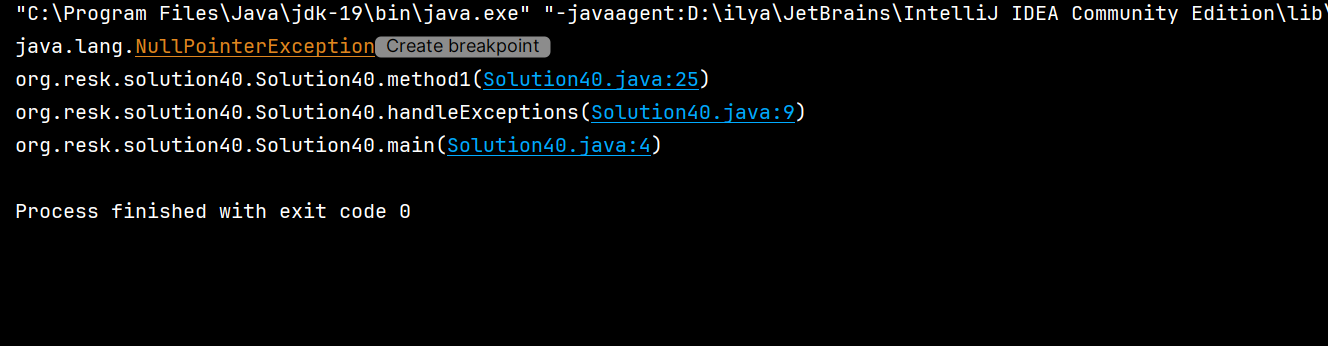 "C:\Program Files\Java\jdk-19\bin\java.exe" "-javaagent:D:\ilya\JetBrains\IntelliJ IDEA Community Edition\lib\
java.lang.NullPointerException Create breakpoint
org.resk.solution40.Solution40.method1(Solution40.java:25)
org.resk.solution40.Solution40.handleExceptions(Solution40.java:9)
org.resk.solution40.Solution40.main(Solution40.java:4)
Process finished with exit code 0